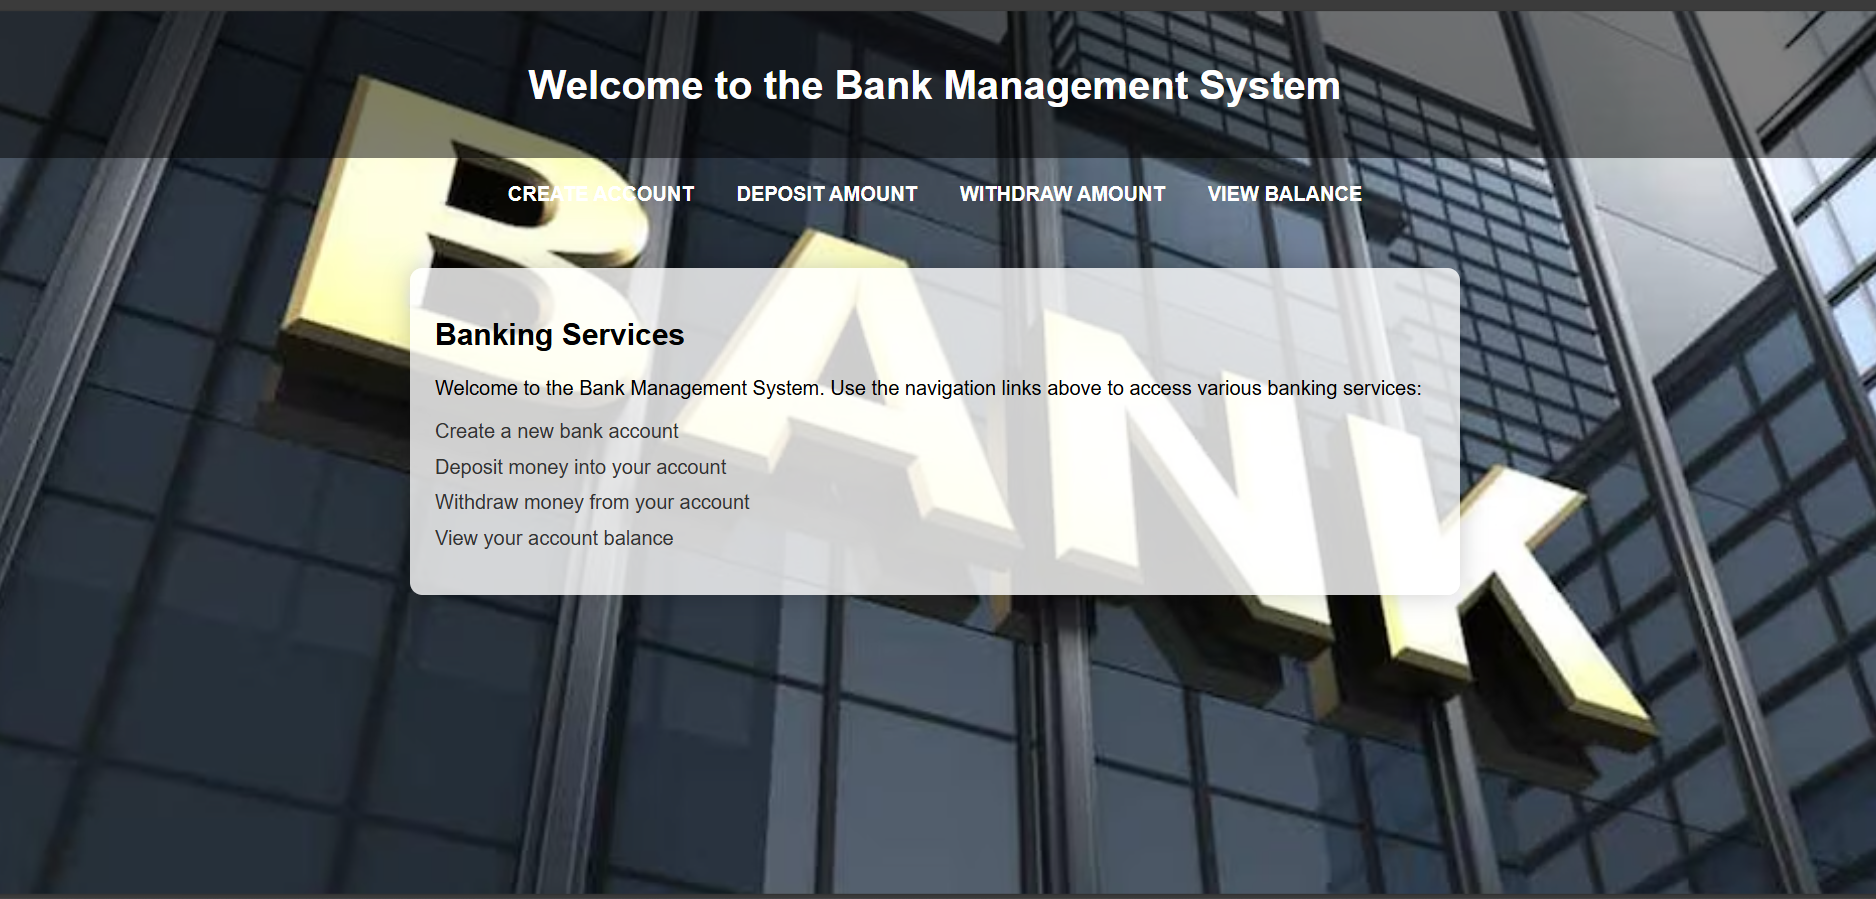 Welcome to the Bank Management System
CREATE ACCOUNT DEPOSIT AMOUNT WITHDRAW AMOUNT VIEW BALANCE
BANK
Banking Services
Welcome to the Bank Management System. Use the navigation links above to access various banking services:
Create a new bank account
Deposit money into your account
Withdraw money from your account
View your account balance